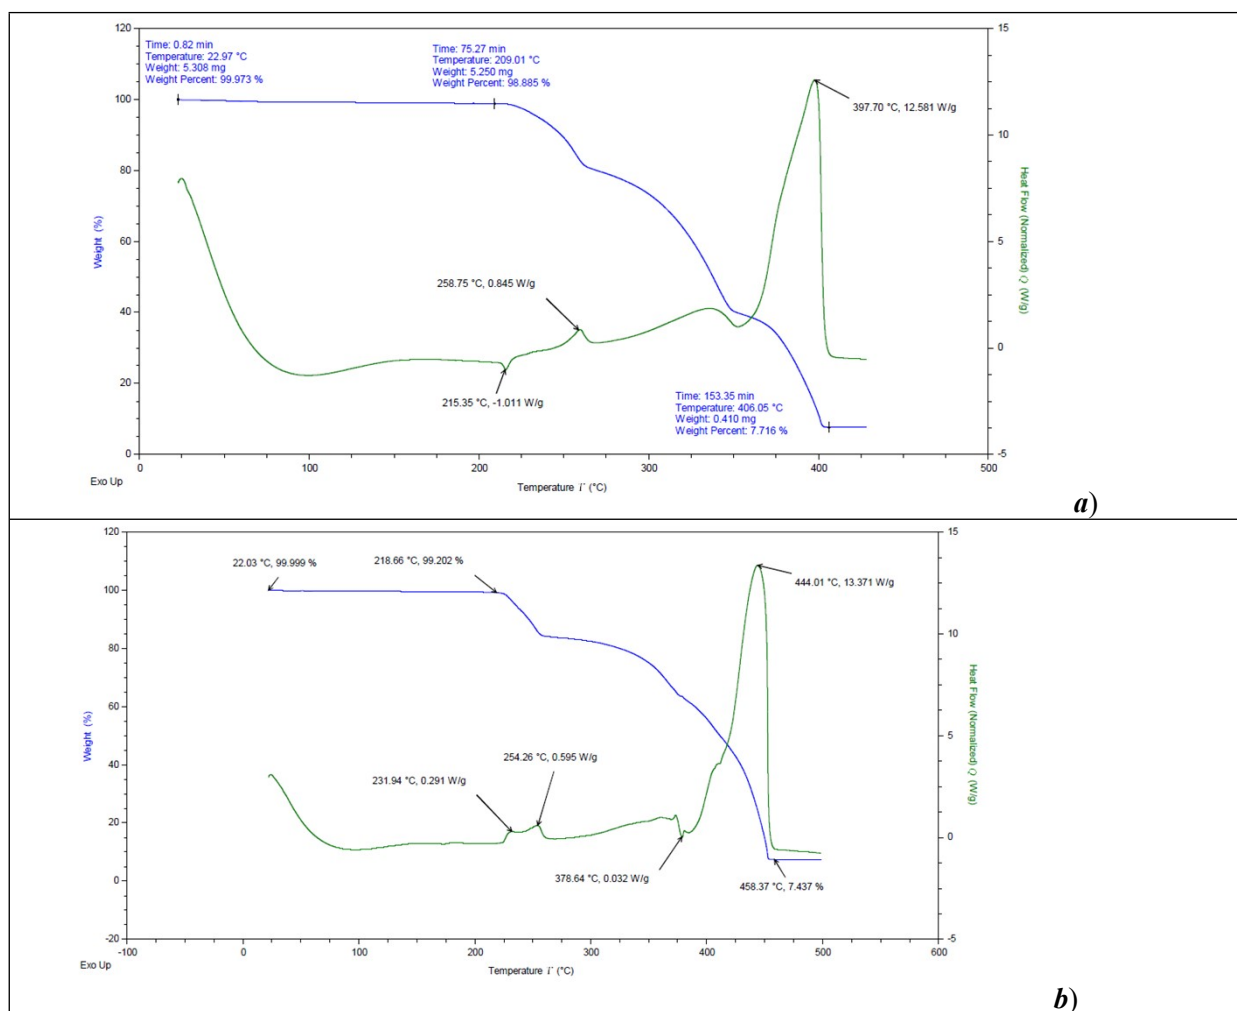 120
15
Time: 0.82 min
Temperature: 22.97 °C
Weight: 5.308 mg
Weight Percent: 99.973 %
Time: 75.27 min
Temperature: 209.01 °C
Weight: 5.250 mg
Weight Percent: 98.885 %
100
397.70 °C, 12.581 W/g
10
80
Weight (%)
Heat Flow (Normalized) Q̇ (W/g)
60
5
258.75 °C, 0.845 W/g
40
0
215.35 °C, -1.011 W/g
20
Time: 153.35 min
Temperature: 406.05 °C
Weight: 0.410 mg
Weight Percent: 7.716 %
0
-5
0 100 200 300 400 500
Exo Up
Temperature T (°C)
a)
120
15
22.03 °C, 99.999 %
218.66 °C, 99.202 %
444.01 °C, 13.371 W/g
100
10
80
Weight (%)
Heat Flow (Normalized) Q̇ (W/g)
60
5
254.26 °C, 0.595 W/g
231.94 °C, 0.291 W/g
40
20
0
378.64 °C, 0.032 W/g
458.37 °C, 7.437 %
0
-20
-5
-100 0 100 200 300 400 500 600
Exo Up
Temperature T (°C)
b)